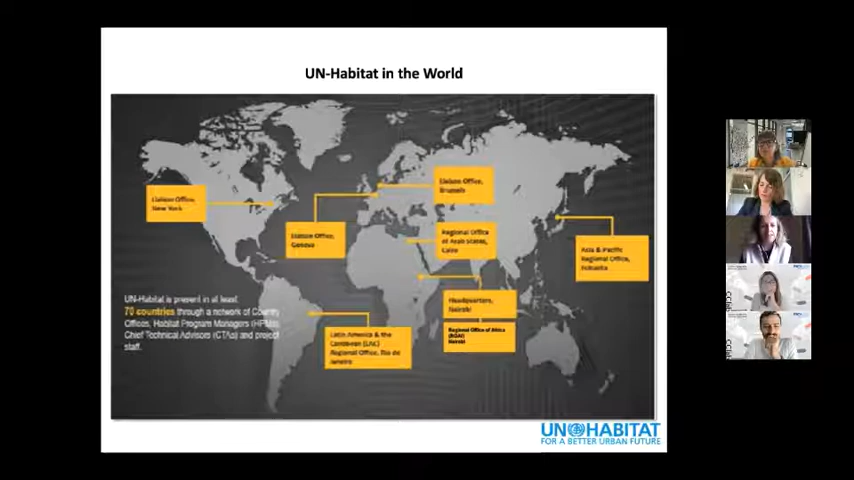 UN-Habitat in the World
Liaison Office,
New York
Liaison Office,
Geneva
Liaison Office,
Brussels
Regional Office
of Arab States,
Cairo
Asia & Pacific
Regional Office,
Fukuoka
Headquarters,
Nairobi
Regional Office of Africa
(ROAf)
Nairobi
Latin America & the
Caribbean (LAC)
Regional Office, Rio de
Janeiro
UN-Habitat is present in at least
70 countries through a network of Country
Offices, Habitat Program Managers (HPMs),
Chief Technical Advisors (CTAs) and project
staff.
UN HABITAT
FOR A BETTER URBAN FUTURE